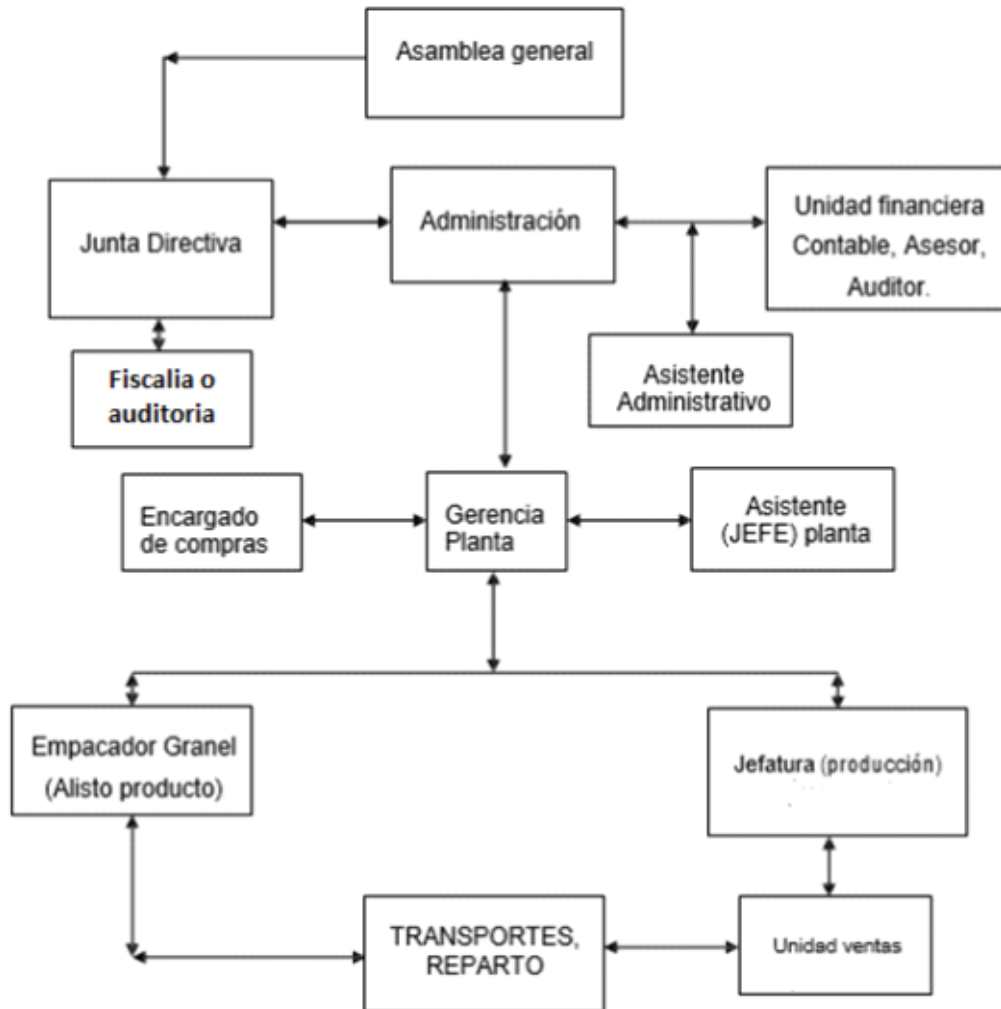 Asamblea general
Junta Directiva
Administración
Unidad financiera
Contable, Asesor,
Auditor.
Fiscalia o
auditoria
Asistente
Administrativo
Encargado
de compras
Gerencia
Planta
Asistente
(JEFE) planta
Empacador Granel
(Alisto producto)
Jefatura (producción)
TRANSPORTES,
REPARTO
Unidad ventas